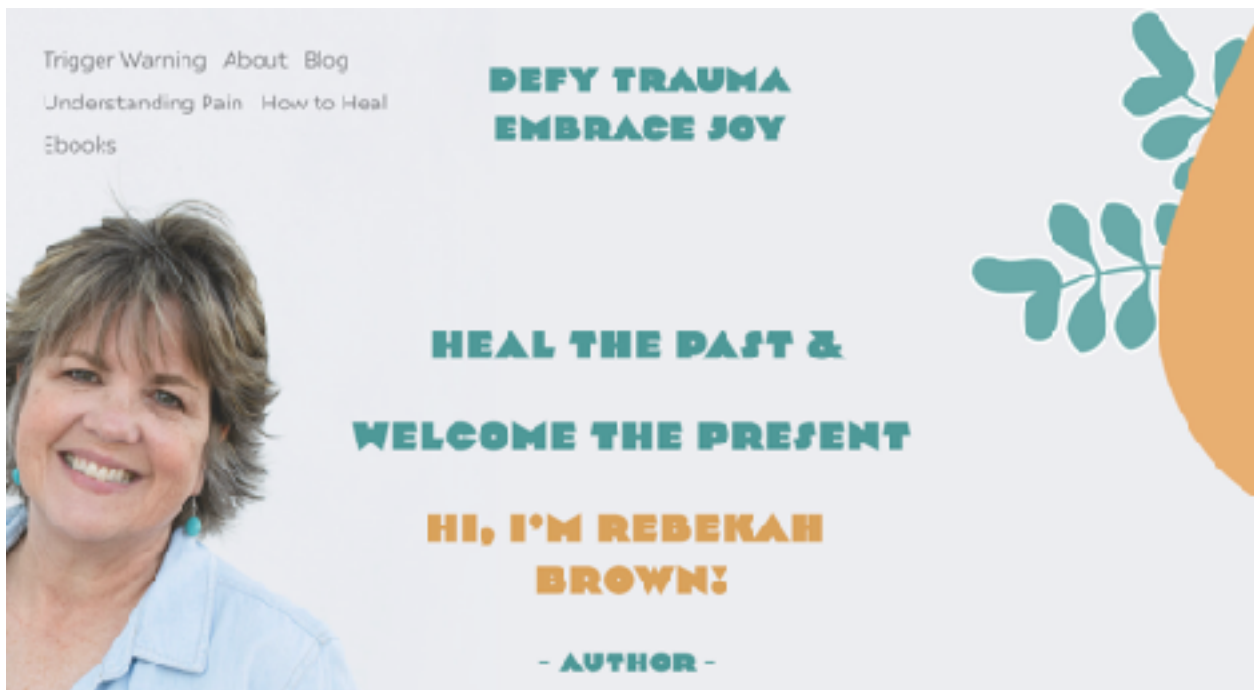 Trigger Warning About Blog
Understanding Pain How to Heal
Ebooks
DEFY TRAUMA
EMBRACE JOY
HEAL THE PAST &
WELCOME THE PRESENT
HI, I'M REBEKAH
BROWN!
- AUTHOR -